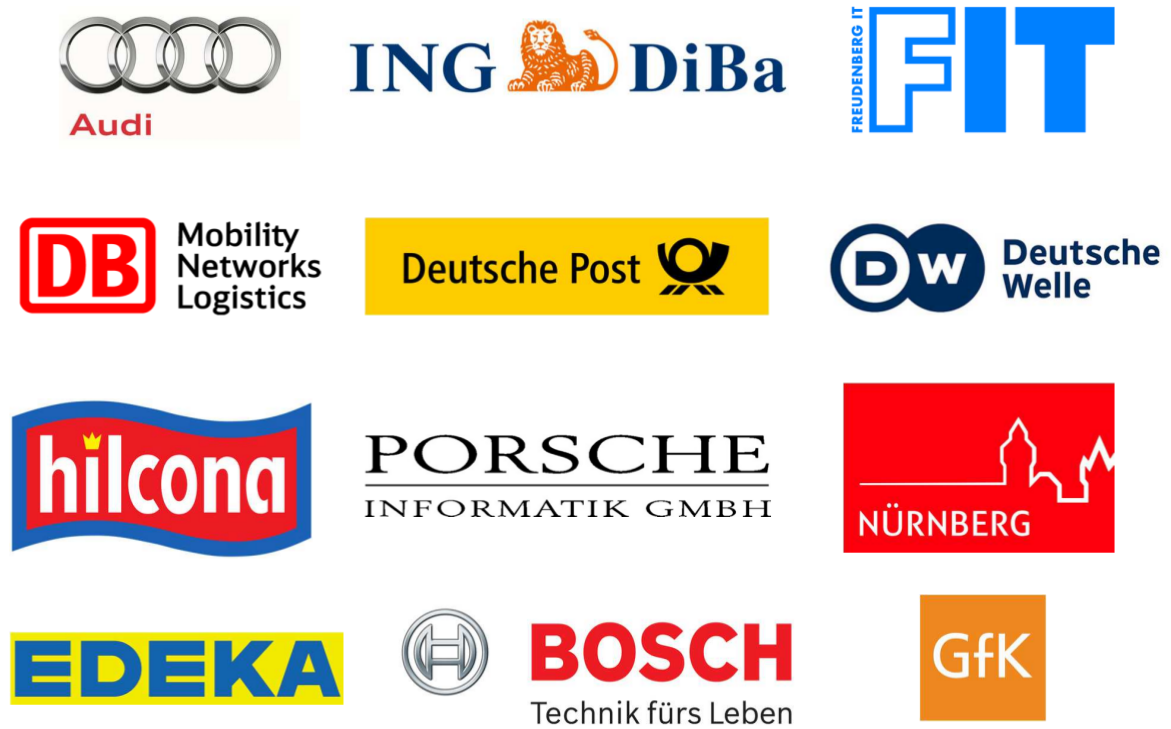 Audi
ING DiBa
FREUDENBERG IT
FIT
DB
Mobility
Networks
Logistics
Deutsche Post
DW
Deutsche
Welle
hilcona
PORSCHE
INFORMATIK GMBH
NÜRNBERG
EDEKA
BOSCH
Technik fürs Leben
GfK